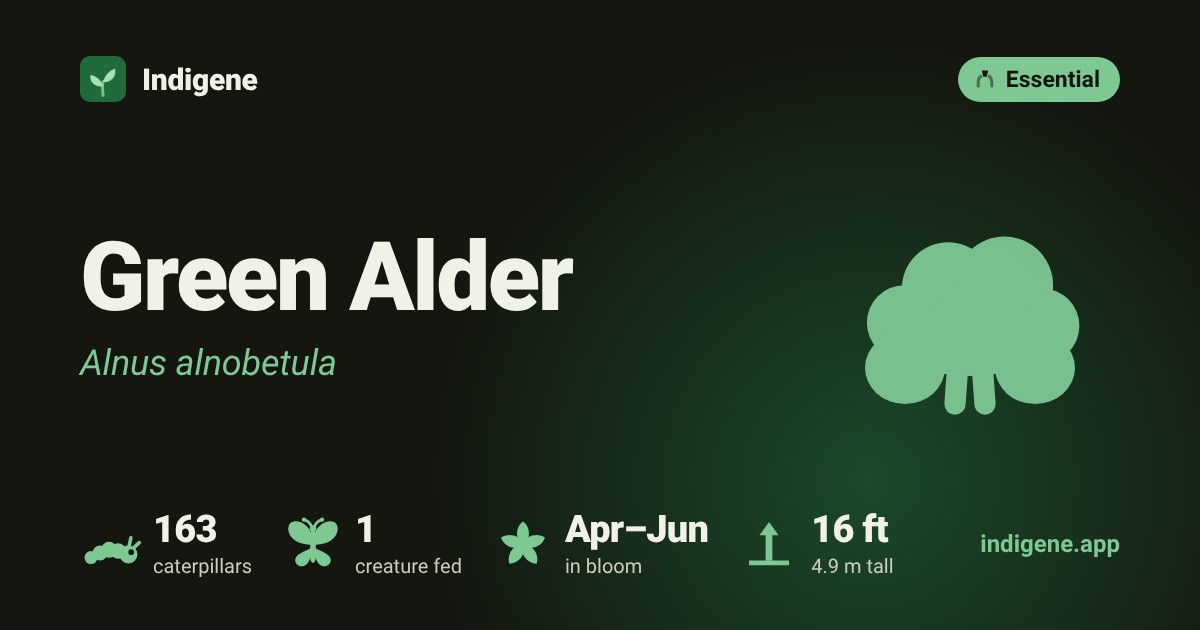 Indigene
Essential
Green Alder
Alnus alnobetula
163
caterpillars
1
creature fed
Apr–Jun
in bloom
16 ft
4.9 m tall
indigene.app